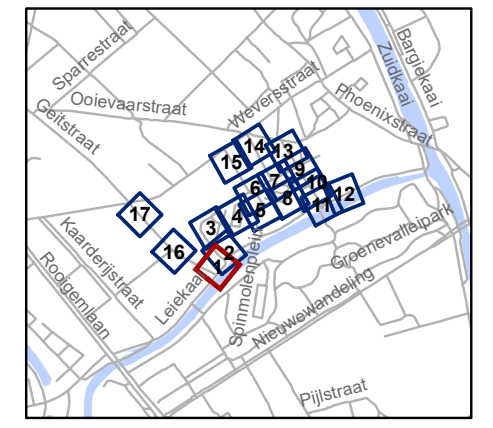 Sparrestraat
Bargiekaai
Zuidkaai
Weversstraat
Ooievaarstraat
Phoenixstraat
Geitstraat
14
13
15
9
7
10
6
12
8
11
17
5
4
3
Kaarderijstraat
Groenevalleipark
16
2
1
Rooigemlaan
Leiekaai
Spinmolenplein
Nieuwewandeling
Pijlstraat